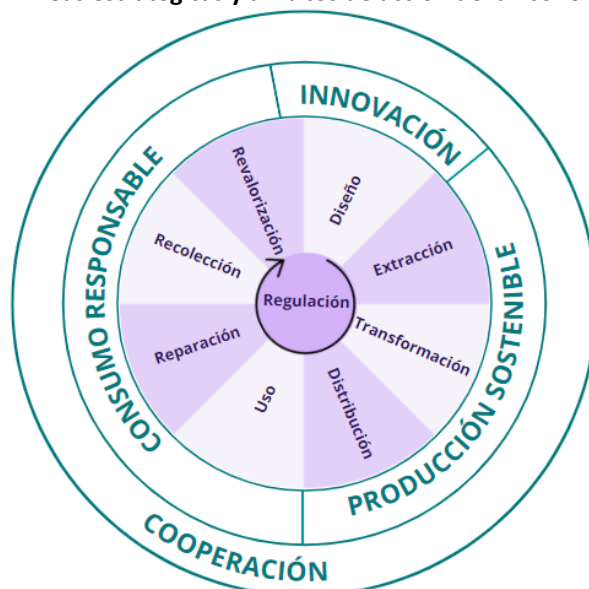 INNOVACIÓN
PRODUCCIÓN SOSTENIBLE
CONSUMO RESPONSABLE
COOPERACIÓN
Diseño
Extracción
Transformación
Distribución
Uso
Reparación
Recolección
Revalorización
Regulación